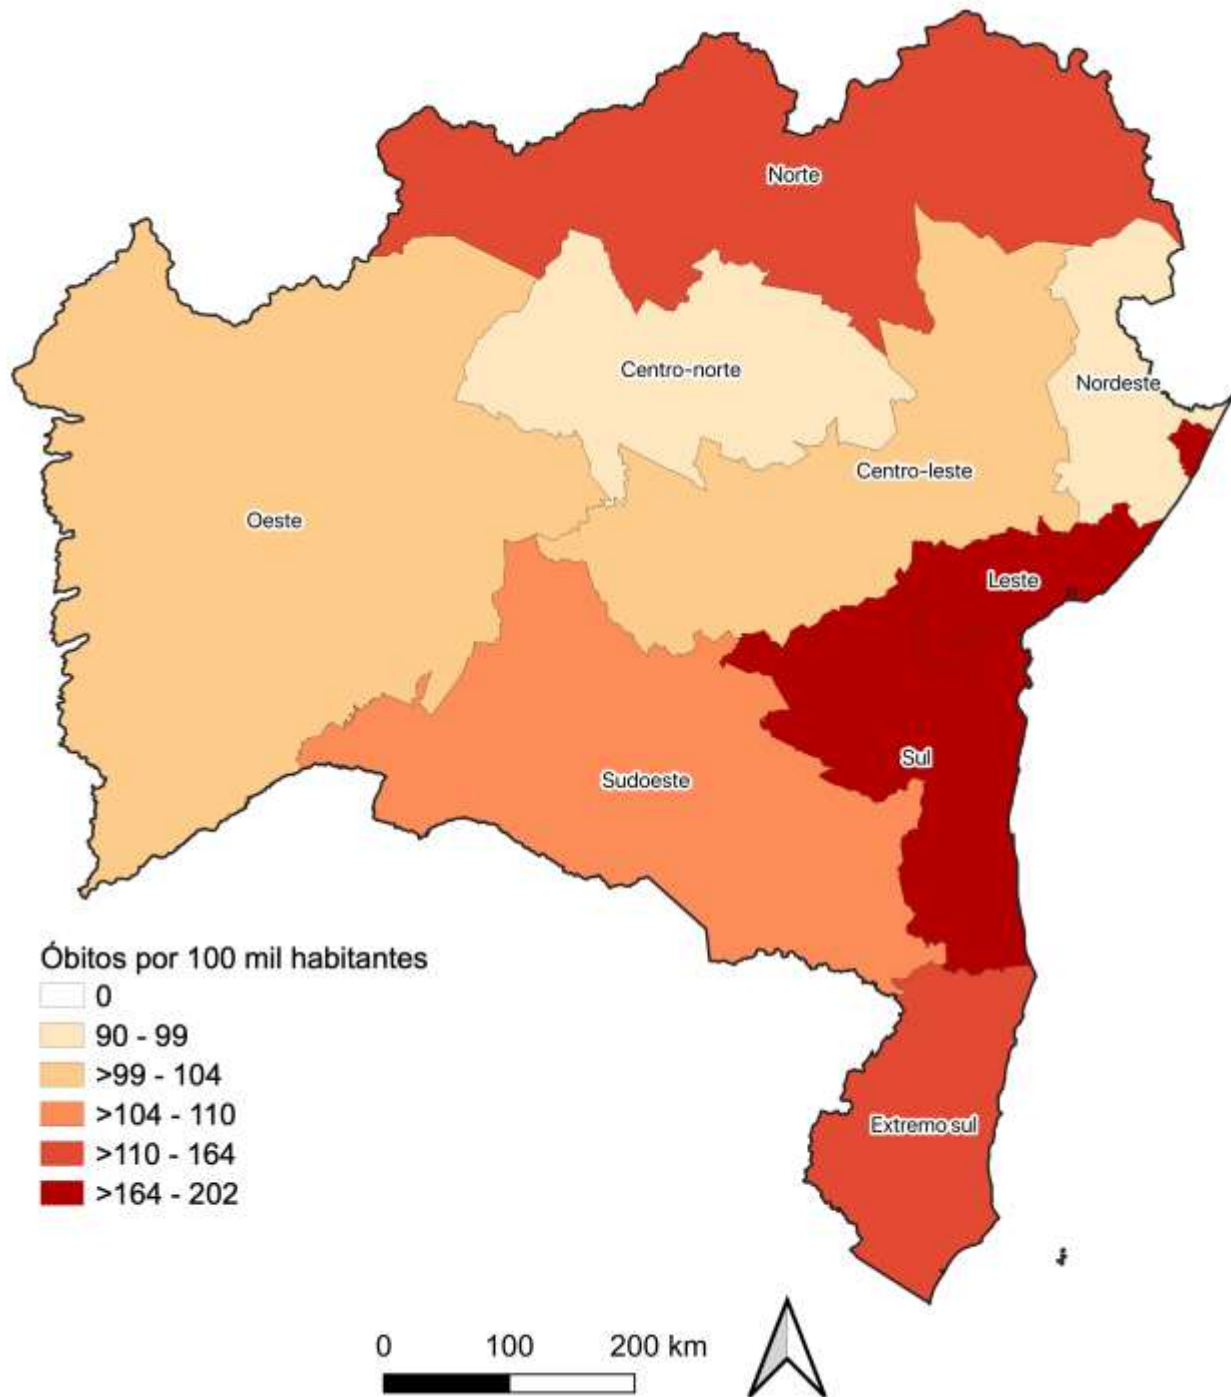 Norte
Centro-norte
Nordeste
Centro-leste
Oeste
Leste
Sul
Sudoeste
Óbitos por 100 mil habitantes
0
90 - 99
>99 - 104
>104 - 110
>110 - 164
>164 - 202
Extremo sul
0 100 200 km